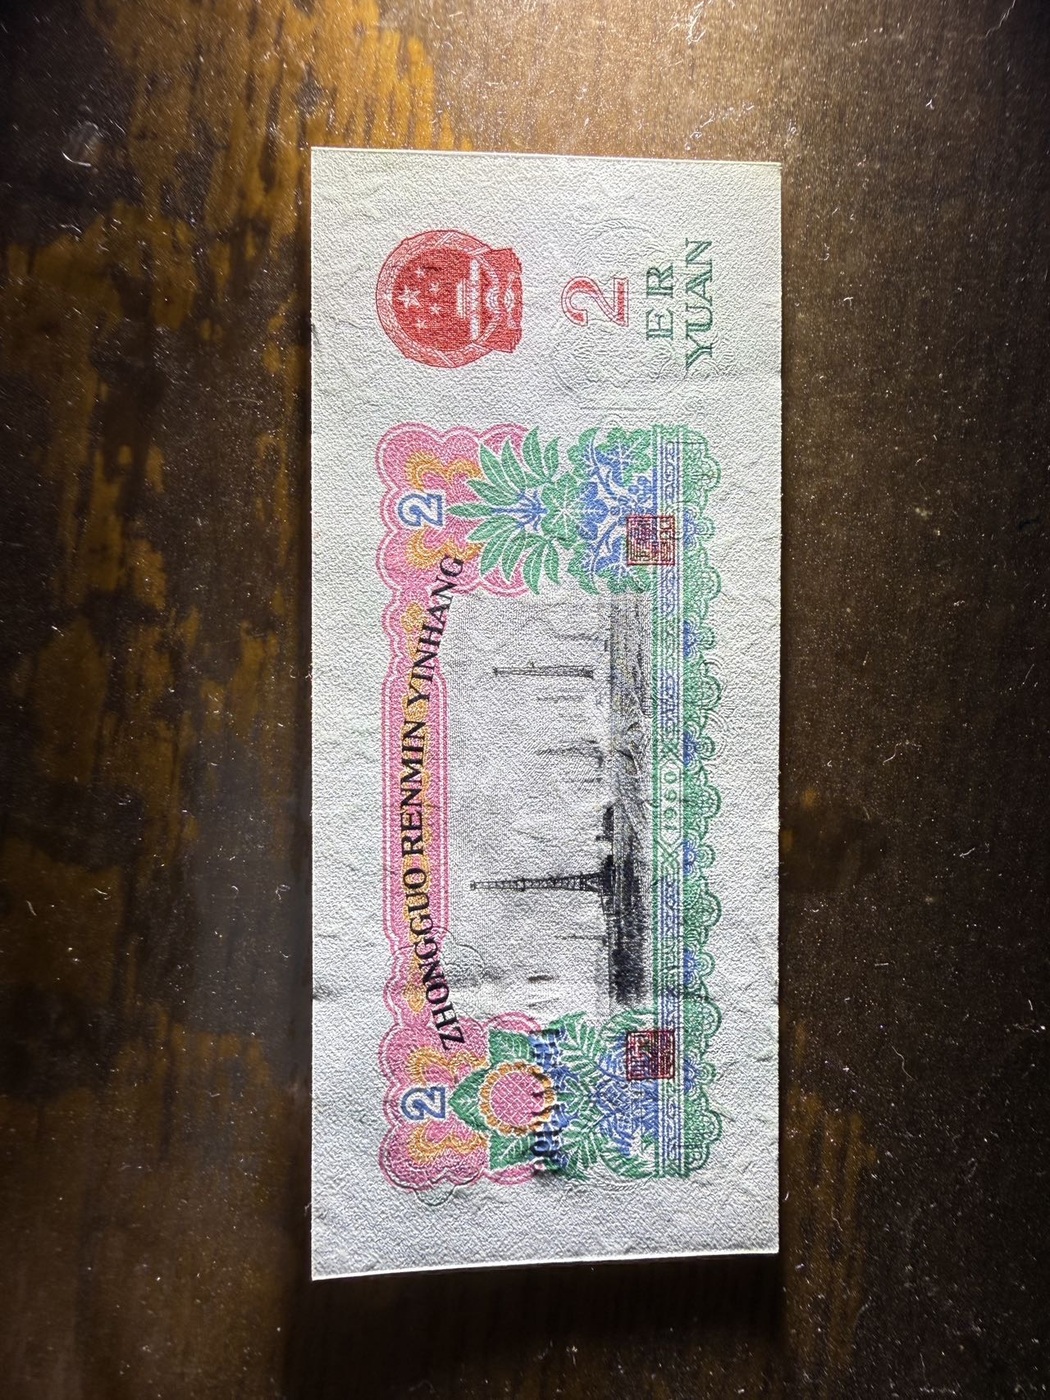 2
2
ZHONGGUO RENMIN YINHANG
2
ER
YUAN
1960